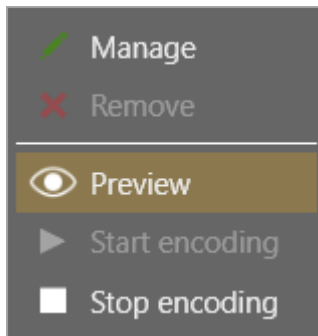 Manage
Remove
Preview
Start encoding
Stop encoding